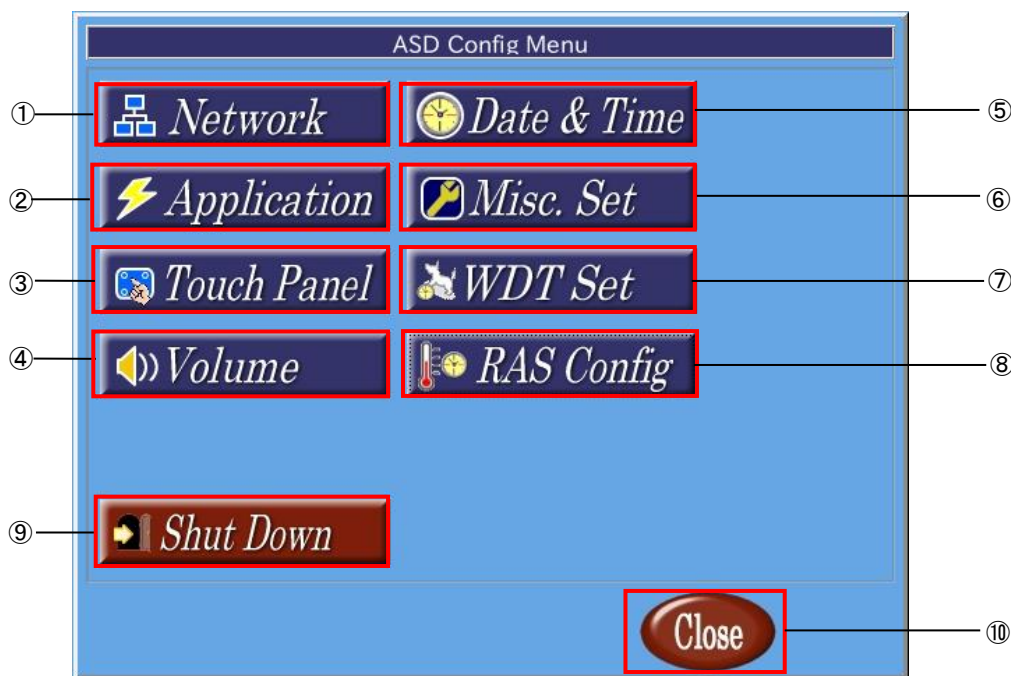 ASD Config Menu
① Network
Date & Time ⑤
② Application
Misc. Set ⑥
③ Touch Panel
WDT Set ⑦
④ Volume
RAS Config ⑧
⑨ Shut Down
Close ⑩